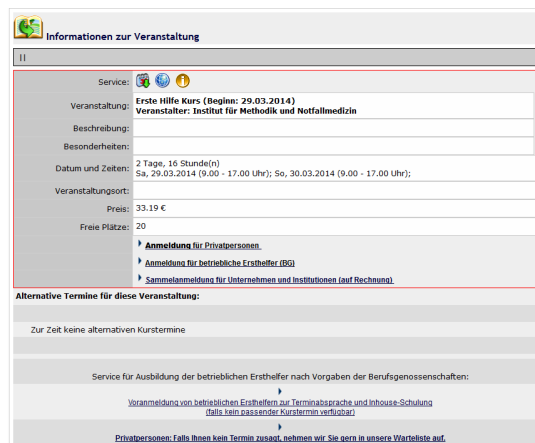 Informationen zur Veranstaltung
||
Service:
Veranstaltung: Erste Hilfe Kurs (Beginn: 29.03.2014)
Veranstalter: Institut für Methodik und Notfallmedizin
Beschreibung:
Besonderheiten:
Datum und Zeiten: 2 Tage, 16 Stunde(n)
Sa, 29.03.2014 (9.00 - 17.00 Uhr); So, 30.03.2014 (9.00 - 17.00 Uhr);
Veranstaltungsort:
Preis: 33.19 €
Freie Plätze: 20
Anmeldung für Privatpersonen
Anmeldung für betriebliche Ersthelfer (BG)
Sammelanmeldung für Unternehmen und Institutionen (auf Rechnung)
Alternative Termine für diese Veranstaltung:
Zur Zeit keine alternativen Kurstermine
Service für Ausbildung der betrieblichen Ersthelfer nach Vorgaben der Berufsgenossenschaften:
Voranmeldung von betrieblichen Ersthelfern zur Terminabsprache und Inhouse-Schulung
(falls kein passender Kurstermin verfügbar)
Privatpersonen: Falls Ihnen kein Termin zusagt, nehmen wir Sie gern in unsere Warteliste auf.